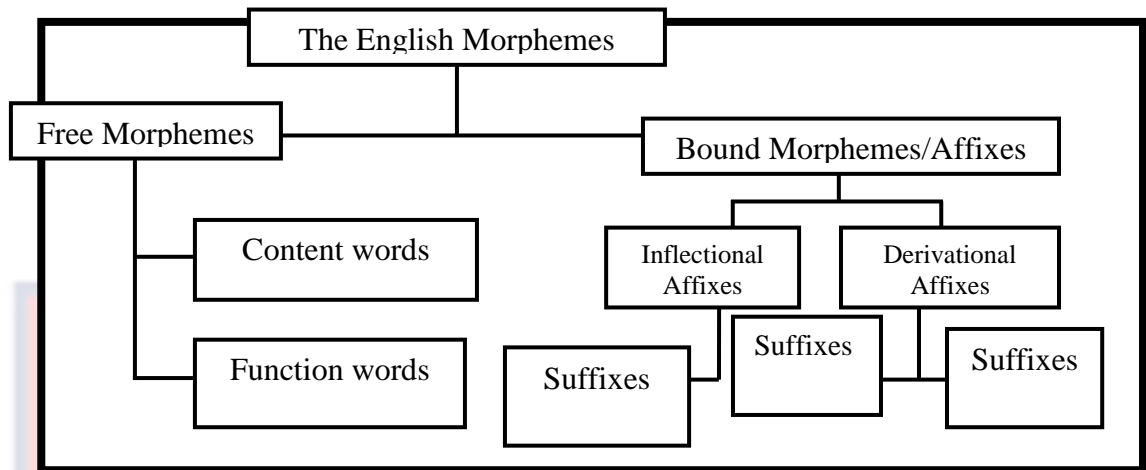 The English Morphemes
Free Morphemes
Bound Morphemes/Affixes
Content words
Inflectional
Affixes
Derivational
Affixes
Function words
Suffixes
Suffixes
Suffixes